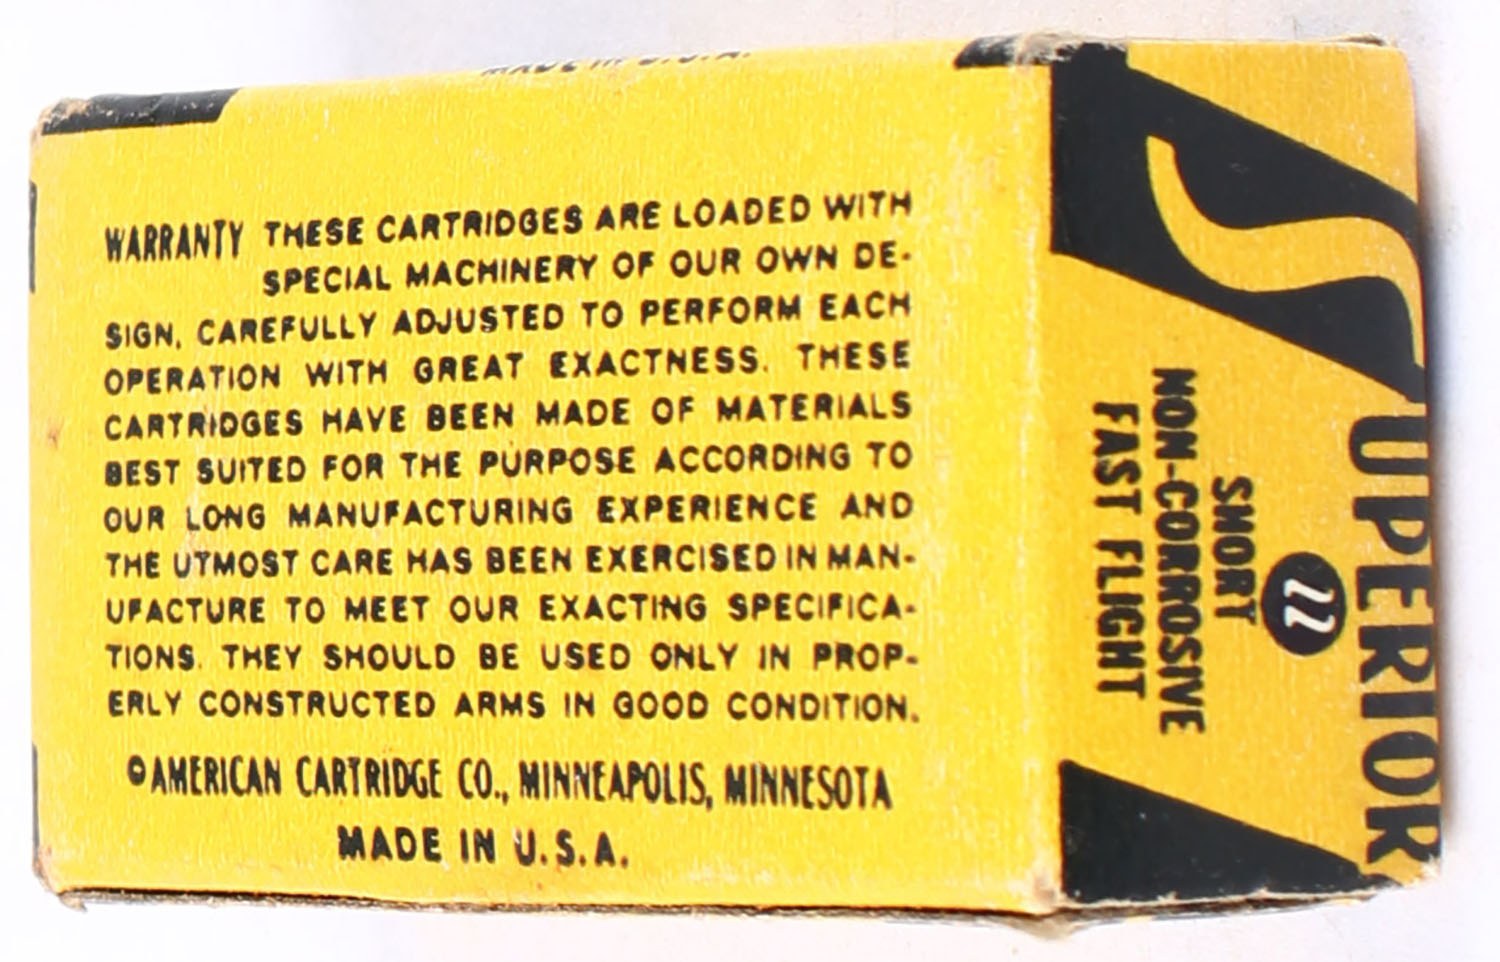 MADE IN U.S.A.
WARRANTY THESE CARTRIDGES ARE LOADED WITH
SPECIAL MACHINERY OF OUR OWN DE-
SIGN, CAREFULLY ADJUSTED TO PERFORM EACH
OPERATION WITH GREAT EXACTNESS. THESE
CARTRIDGES HAVE BEEN MADE OF MATERIALS
BEST SUITED FOR THE PURPOSE ACCORDING TO
OUR LONG MANUFACTURING EXPERIENCE AND
THE UTMOST CARE HAS BEEN EXERCISED IN MAN-
UFACTURE TO MEET OUR EXACTING SPECIFICA-
TIONS. THEY SHOULD BE USED ONLY IN PROP-
ERLY CONSTRUCTED ARMS IN GOOD CONDITION.
©AMERICAN CARTRIDGE CO., MINNEAPOLIS, MINNESOTA
MADE IN U.S.A.
SUPERIOR
22
SHORT
NON-CORROSIVE
FAST FLIGHT